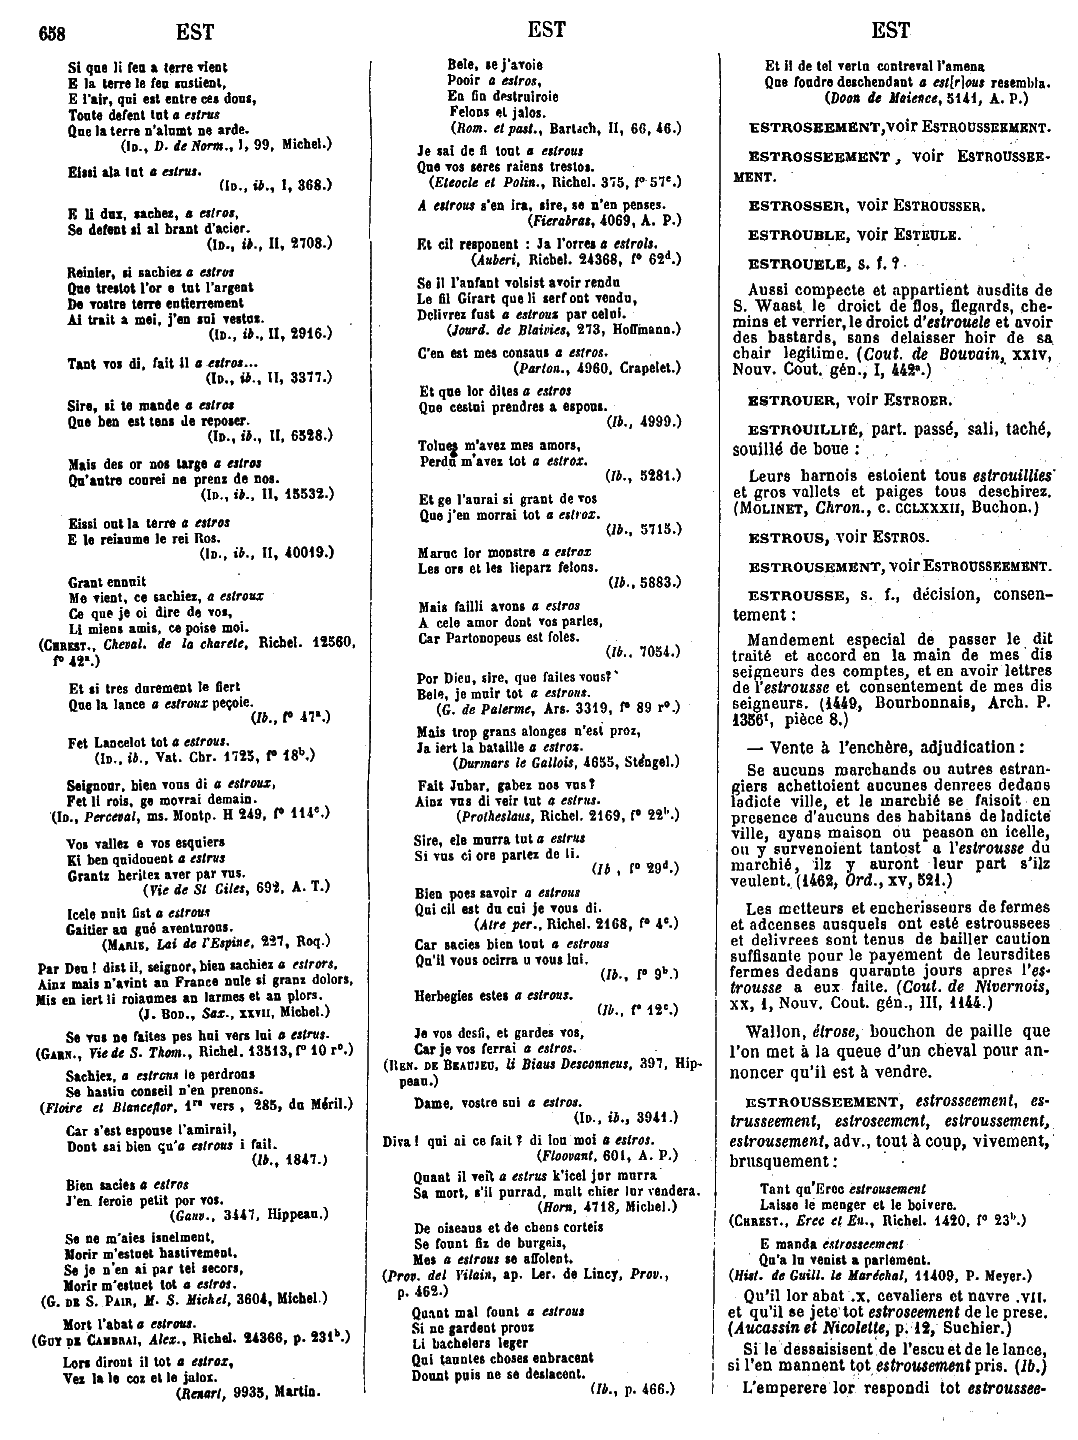 658 EST EST EST
Si que li feu a terre vient
E la terre le feu sustient,
E l'air, qui est entre ces dous,
Toute defent tut a estrus
Que la terre n'alumt ne arde.
(ID., D. de Norm., I, 99, Michel.)
Eissi ala tut a estrus.
(ID., ib., I, 368.)
E li dux, sachez, a estros,
Se defent si al brant d'acier.
(ID., ib., II, 2708.)
Reinier, si sachiez a estros
Que trestot l'or e tut l'argent
De vostre terre entierrement
Ai trait a mei, j'en sui vestus.
(ID., ib., II, 2916.)
Tant vos di, fait il a estros...
(ID., ib., II, 3377.)
Sire, si te mande a estros
Que ben est tens de reposer.
(ID., ib., II, 6528.)
Mais des or nos targe a estros
Qu'autre conrei ne prenz de nos.
(ID., ib., II, 15532.)
Eissi out la terre a estros
E le reiaume le rei Ros.
(ID., ib., II, 40019.)
Grant ennuit
Me vient, ce sachiez, a estroux
Ce que je oi dire de vos,
Li miens amis, ce poise moi.
(CHREST., Cheval. de la charete, Richel. 12560,
f° 42a.)
Et si tres durement le fiert
Que la lance a estroux peçoie.
(Ib., f° 47a.)
Fet Lancelot tot a estrous.
(ID., ib., Vat. Chr. 1725, f° 18b.)
Seignour, bien vous di a estroux,
Fet li rois, ge movrai demain.
(ID., Perceval, ms. Montp. H 249, f° 114c.)
Vos vallez e vos esquiers
Ki ben quidouent a estrus
Grantz heritez aver par vus.
(Vie de St Giles, 692, A. T.)
Icele nuit fist a estrous
Gaitier au gué aventurous.
(MARIE, Lai de l'Espine, 227, Roq.)
Par Deu ! dist il, seignor, bien sachiez a estrors,
Ainz mais n'avint an France nule si granz dolors,
Mis en iert li roiaumes an larmes et an plors.
(J. BOD., Sax., XXVII, Michel.)
Se vus ne faites pes hui vers lui a estrus.
(GARN., Vie de S. Thom., Richel. 13513, f° 10 r°.)
Sachiez, a estrous le perdrons
Se hastiu conseil n'en prenons.
(Floire et Blanceflor, 1re vers , 285, du Méril.)
Car s'est espouse l'amirail,
Dont sai bien qu'a estrous i fail.
(Ib., 1847.)
Bien sacies a estros
J'en feroie petit por vos.
(Gauv., 3447, Hippeau.)
Se ne m'aies isnelment,
Morir m'estuet hastivement.
Se je n'en ai par tei secors,
Morir m'estuet tot a estros.
(G. DE S. PAIR, M. S. Michel, 3604, Michel.)
Mort l'abat a estrous.
(GUY DE CAMBRAI, Alex., Richel. 24366, p. 231b.)
Lors diront il tot a estrox,
Vez la le coz et le jalox.
(Renart, 9935, Martin.
Bele, se j'avoie
Pooir a estros,
En fin destruiroie
Felons et jalos.
(Rom. et past., Bartsch, II, 66, 46.)
Je sai de fi tout a estrous
Que vos seres raiens trestos.
(Eteocle et Polin., Richel. 375, f° 57c.)
A estrous s'en ira, sire, se n'en penses.
(Fierabras, 4069, A. P.)
Et cil responent : Ja l'orres a estrols.
(Auberi, Richel. 24368, f° 62d.)
Se il l'anfant volsist avoir rendu
Le fil Girart que li serf ont vendu,
Delivrez fust a estrous par celui.
(Jourd. de Blaivies, 273, Hoffmann.)
C'en est mes consaus a estros.
(Parton., 4960, Crapelet.)
Et que lor dites a estros
Que cestui prendres a espous.
(Ib., 4999.)
Tolues m'avez mes amors,
Perdu m'avez tot a estrox.
(Ib., 5281.)
Et ge l'aurai si grant de vos
Que j'en morrai tot a estrox.
(Ib., 5715.)
Maruc lor monstre a estrox
Les ors et les lieparz felons.
(Ib., 5883.)
Mais failli avons a estros
A cele amor dont vos parles,
Car Partonopeus est foles.
(Ib., 7054.)
Por Dieu, sire, que faites vous?
Bele, je muir tot a estrous.
(G. de Palerme, Ars. 3319, f° 89 r°.)
Mais trop grans alonges n'est proz,
Ja iert la bataille a estros.
(Durmars le Gallois, 4655, Stengel.)
Fait Jubar, gabez nos vus?
Ainz vus di veir tut a estrus.
(Protheslaus, Richel. 2169, f° 22b.)
Sire, ele murra tut a estrus
Si vus ci ore parlez de li.
(Ib , f° 29d.)
Bien poes savoir a estrous
Qui cil est du cui je vous di.
(Atre per., Richel. 2168, f° 4c.)
Car sacies bien tout a estrous
Qu'il vous ocirra u vous lui.
(Ib., f° 9b.)
Herbegies estes a estrous.
(Ib., f° 12c.)
Je vos desfi, et gardes vos,
Car je vos ferrai a estros.
(REN. DE BEAUJEU, li Biaus Desconneus, 397, Hip-
peau.)
Dame, vostre sui a estros.
(ID., ib., 3941.)
Diva ! qui ai ce fait ? di lou moi a estros.
(Floovant, 601, A. P.)
Quant il veit a estrus k'icel jor murra
Sa mort, s'il purrad, mult chier lur vendera.
(Horn, 4718, Michel.)
De oiseaus et de chens corteis
Se fount fiz de burgeis,
Mes a estrous se affolent.
(Prov. del Vilain, ap. Ler. de Lincy, Prov.,
p. 462.)
Quant mal fount a estrous
Si ne gardent prouz
Li bachelers leger
Qui tauntes choses enbracent
Dount puis ne se deslacent.
(Ib., p. 466.)
Et il de tel vertu contreval l'amena
Que foudre deschendant a est[r]ous resembla.
(Doon de Maience, 5141, A. P.)
ESTROSEEMENT, voir ESTROUSSEEMENT.
ESTROSSEEMENT , voir ESTROUSSEE-
MENT.
ESTROSSER, voir ESTROUSSER.
ESTROUBLE, voir ESTEULE.
ESTROUELE, s. f. ?
Aussi compecte et appartient ausdits de
S. Waast le droict de flos, flegards, che-
mins et verrier, le droict d'estrouele et avoir
des bastards, sans delaisser hoir de sa
chair legitime. (Cout. de Bouvain, XXIV,
Nouv. Cout. gén., I, 442a.)
ESTROUER, voir ESTROER.
ESTROUILLIÉ, part. passé, sali, taché,
souillé de boue :
Leurs harnois estoient tous estrouillies
et gros vallets et paiges tous deschirez.
(MOLINET, Chron., c. CCLXXXII, Buchon.)
ESTROUS, voir ESTROS.
ESTROUSEMENT, voir ESTROUSSEEMENT.
ESTROUSSE, s. f., décision, consen-
tement :
Mandement especial de passer le dit
traité et accord en la main de mes dis
seigneurs des comptes, et en avoir lettres
de l'estrousse et consentement de mes dis
seigneurs. (1449, Bourbonnais, Arch. P.
1356¹, pièce 8.)
— Vente à l'enchère, adjudication :
Se aucuns marchands ou autres estran-
giers achettoient aucunes denrees dedans
ladicte ville, et le marchié se faisoit en
presence d'aucuns des habitans de ladicte
ville, ayans maison ou peason en icelle,
ou y survenoient tantost a l'estrousse du
marchié, ilz y auront leur part s'ilz
veulent. (1462, Ord., XV, 521.)
Les metteurs et encherisseurs de fermes
et adcenses ausquels ont esté estroussees
et delivrees sont tenus de bailler caution
suffisante pour le payement de leursdites
fermes dedans quarante jours apres l'es-
trousse a eux faite. (Cout. de Nivernois,
XX, 1, Nouv. Cout. gén., III, 1144.)
Wallon, étrose, bouchon de paille que
l'on met à la queue d'un cheval pour an-
noncer qu'il est à vendre.
ESTROUSSEEMENT, estrosseement, es-
trusseement, estroseement, estroussement,
estrousement, adv., tout à coup, vivement,
brusquement :
Tant qu'Erec estrousement
Laisse le menger et le boivere.
(CHREST., Erec et En., Richel. 1420, f° 23b.)
E manda estrosseement
Qu'a lu venist a parlement.
(Hist. de Guill. le Maréchal, 11409, P. Meyer.)
Qu'il lor abat .X. cevaliers et navre .VII.
et qu'il se jete tot estroseement de le prese.
(Aucassin et Nicolette, p. 12, Suchier.)
Si le dessaisisent de l'escu et de le lance,
si l'en mannent tot estrousement pris. (Ib.)
L'emperere lor respondi tot estroussee-